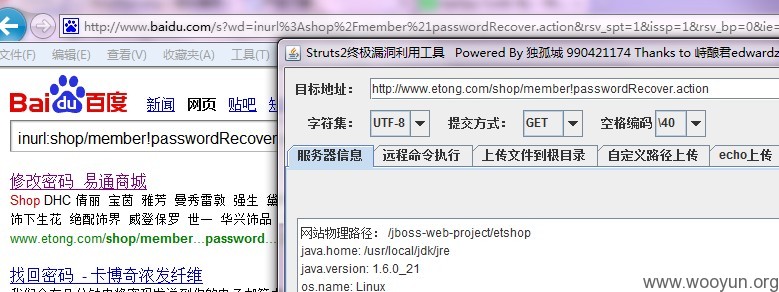 http://www.baidu.com/s?wd=inurl%3Ashop%2Fmember%21passwordRecover.action&rsv_spt=1&issp=1&rsv_bp=0&ie=
文件(F) 编辑(E) 查看(V) 收藏夹(A) 工具(T)
Struts2终极漏洞利用工具 Powered By 独孤城 990421174 Thanks to 峙酿君edwardz
Bai du 百度 新闻 网页 贴吧
inurl:shop/member!passwordRecover
目标地址: http://www.etong.com/shop/member!passwordRecover.action
字符集: UTF-8 提交方式: GET 空格编码 \40
服务器信息 远程命令执行 上传文件到根目录 自定义路径上传 echo上传
修改密码 易通商城
Shop DHC 倩丽 宝茵 雅芳 曼秀雷敦 强生
饰下生花 绝配饰界 威登保罗 世一 华兴饰品
www.etong.com/shop/member...password...
找回密码 - 卡博奇浓发纤维
网站物理路径: /jboss-web-project/etshop
java.home: /usr/local/jdk/jre
java.version: 1.6.0_21
os.name: Linux
www.wooyun.org